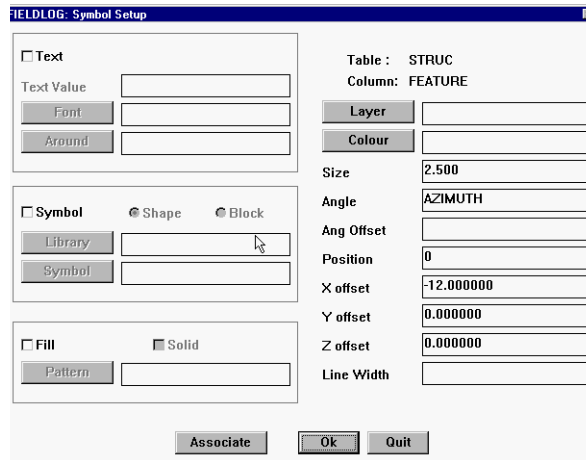 FIELDLOG: Symbol Setup
Text
Text Value
Font
Around
Symbol Shape Block
Library
Symbol
Fill Solid
Pattern
Table : STRUC
Column: FEATURE
Layer
Colour
Size 2.500
Angle AZIMUTH
Ang Offset
Position 0
X offset -12.000000
Y offset 0.000000
Z offset 0.000000
Line Width
Associate Ok Quit